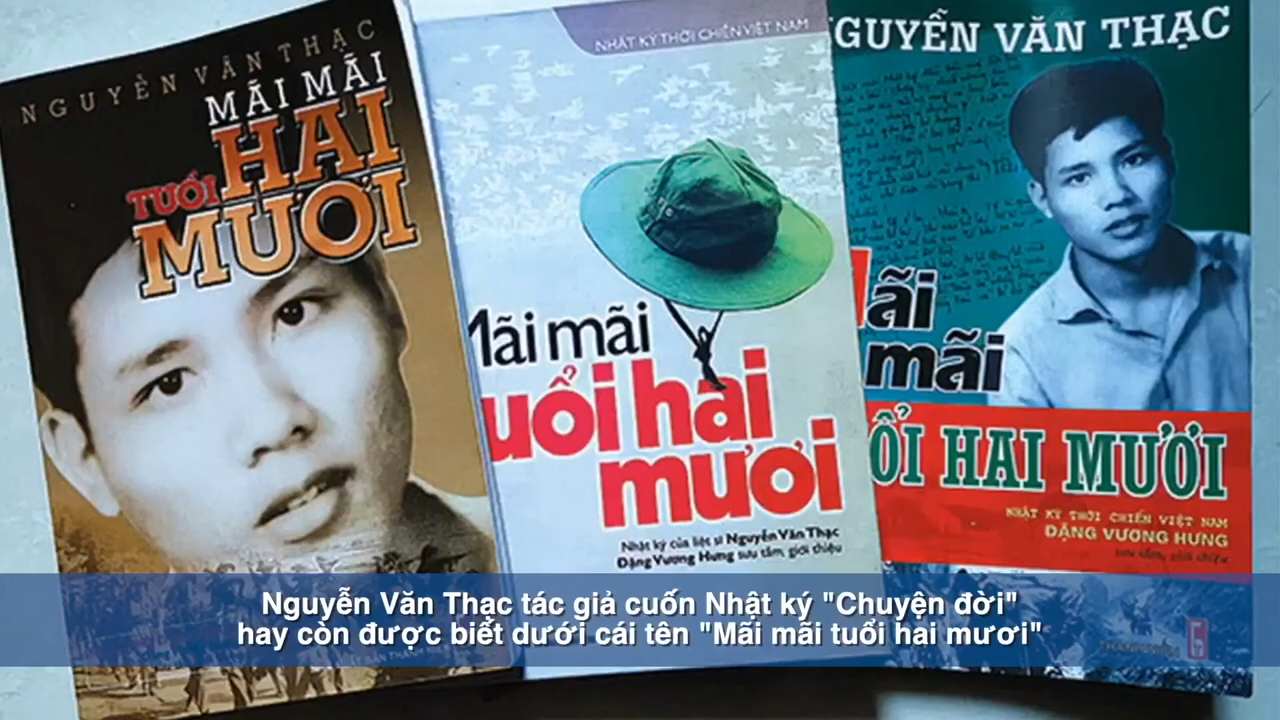 NGUYỄN VĂN THẠC
MÃI MÃI
TUỔI HAI
MƯƠI
NHẬT KÝ THỜI CHIẾN VIỆT NAM
Mãi mãi
uổi hai
mươi
Nhật ký của liệt sĩ Nguyễn Văn Thạc
Đặng Vương Hưng sưu tầm, giới thiệu
GUYỄN VĂN THẠC
Mãi
mãi
ỔI HAI MƯƠI
NHẬT KÝ THỜI CHIẾN VIỆT NAM
ĐẶNG VƯƠNG HƯNG
Nguyễn Văn Thạc tác giả cuốn Nhật ký "Chuyện đời"
hay còn được biết dưới cái tên "Mãi mãi tuổi hai mươi"